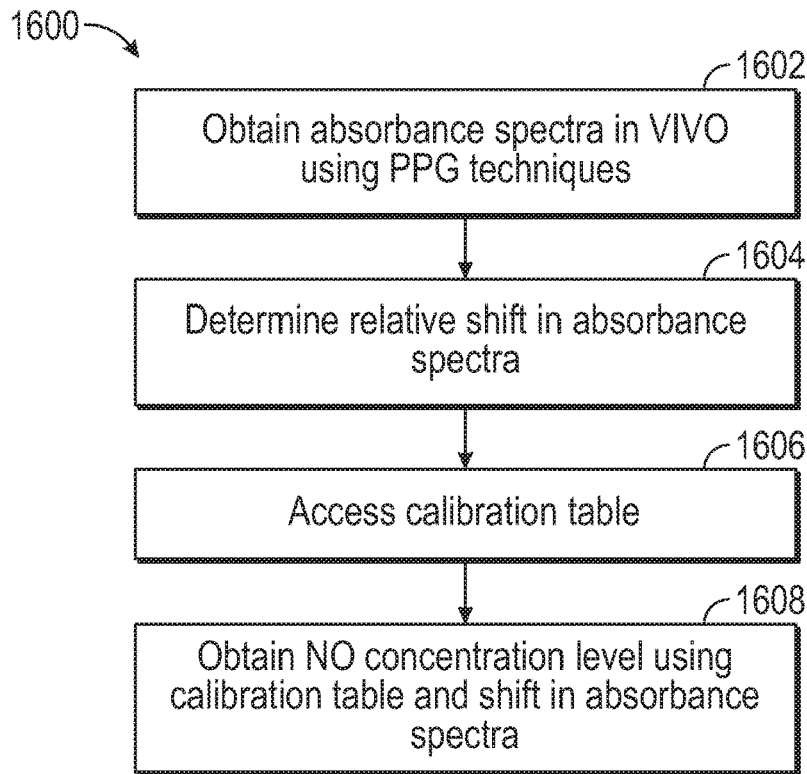 1600
1602
Obtain absorbance spectra in VIVO
using PPG techniques
1604
Determine relative shift in absorbance
spectra
1606
Access calibration table
1608
Obtain NO concentration level using
calibration table and shift in absorbance
spectra